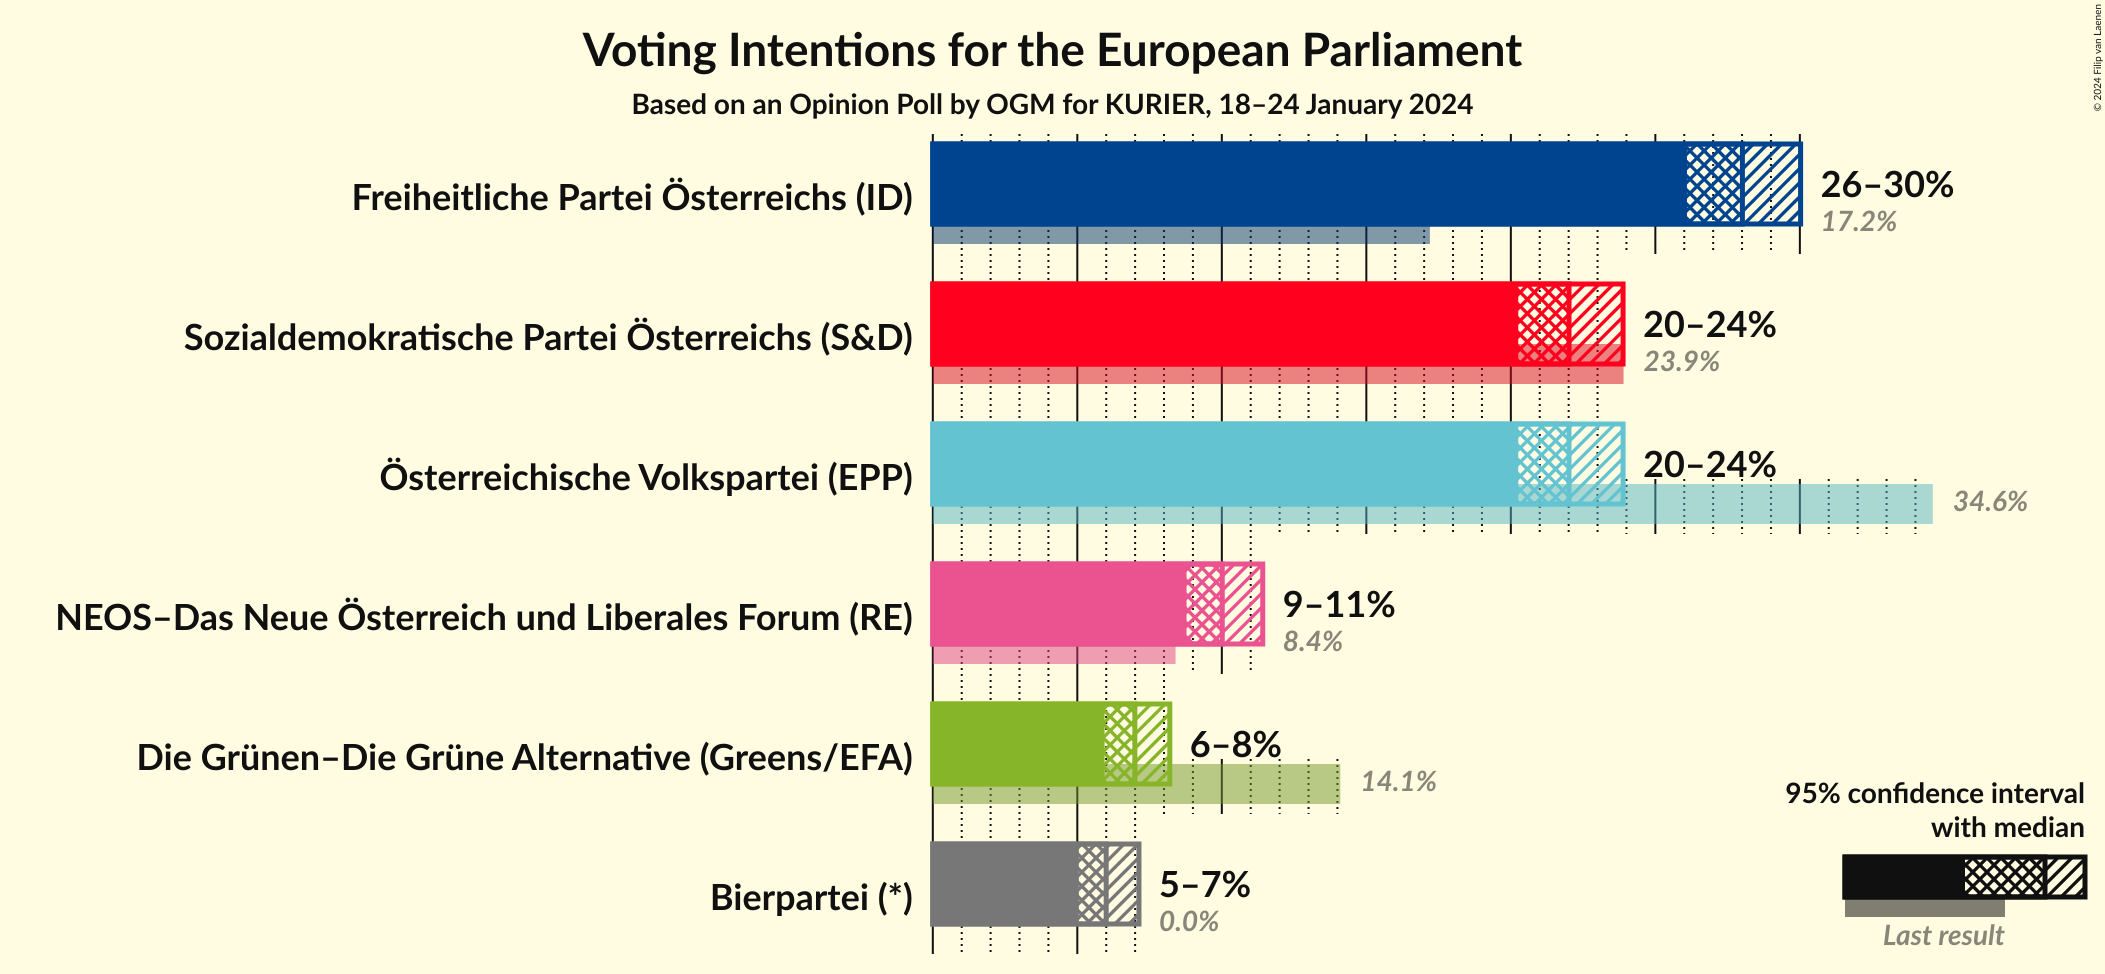 Voting Intentions for the European Parliament
Based on an Opinion Poll by OGM for KURIER, 18–24 January 2024
© 2024 Filip van Laenen
Freiheitliche Partei Österreichs (ID)
26–30%
17.2%
Sozialdemokratische Partei Österreichs (S&D)
20–24%
23.9%
Österreichische Volkspartei (EPP)
20–24%
34.6%
NEOS–Das Neue Österreich und Liberales Forum (RE)
9–11%
8.4%
Die Grünen–Die Grüne Alternative (Greens/EFA)
6–8%
14.1%
Bierpartei (*)
5–7%
0.0%
95% confidence interval
with median
Last result